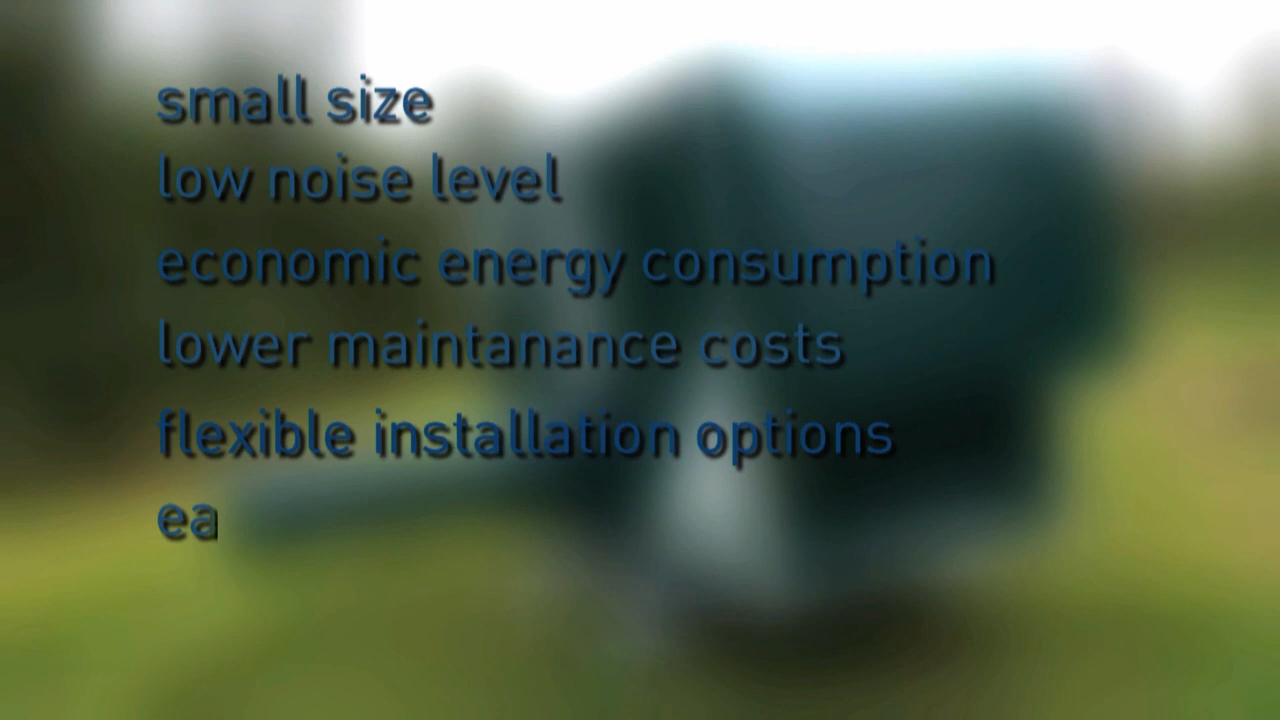 small size
low noise level
economic energy consumption
lower maintanance costs
flexible installation options
ea